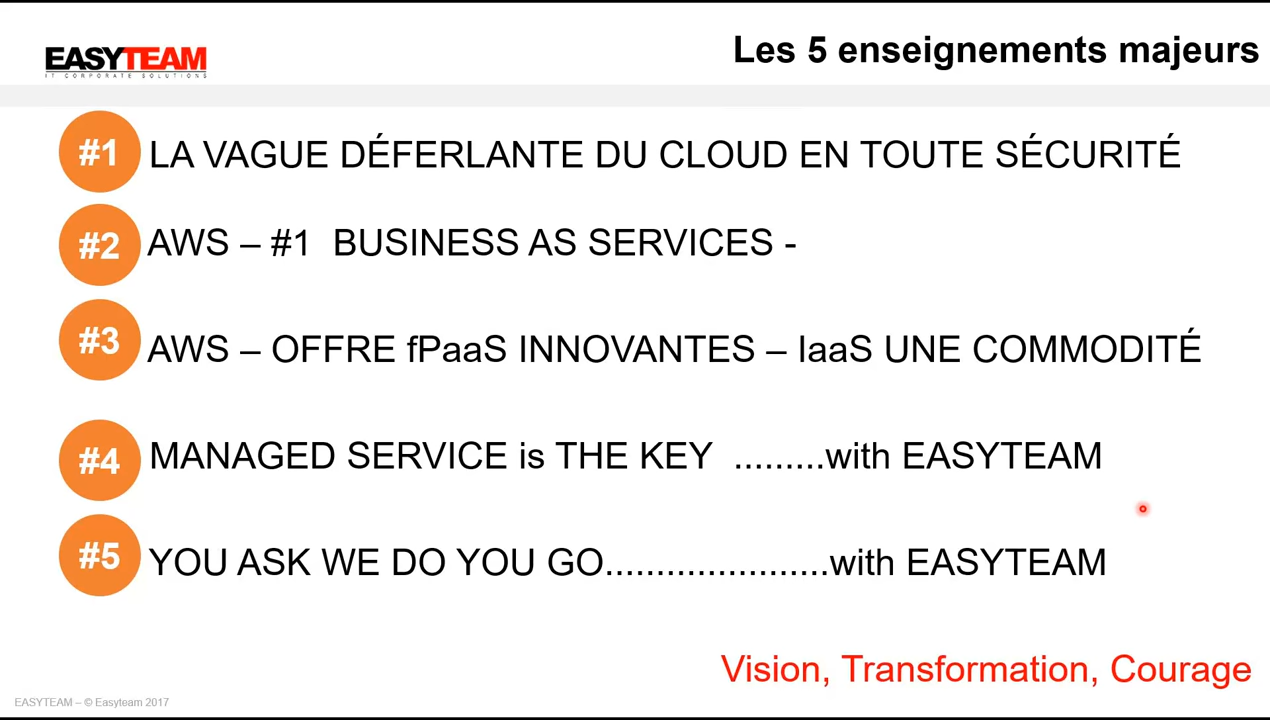 EASYTEAM
IT CORPORATE SOLUTIONS
Les 5 enseignements majeurs
#1 LA VAGUE DÉFERLANTE DU CLOUD EN TOUTE SÉCURITÉ
#2 AWS – #1 BUSINESS AS SERVICES -
#3 AWS – OFFRE fPaaS INNOVANTES – IaaS UNE COMMODITÉ
#4 MANAGED SERVICE is THE KEY .........with EASYTEAM
#5 YOU ASK WE DO YOU GO......................with EASYTEAM
Vision, Transformation, Courage
EASYTEAM – © Easyteam 2017